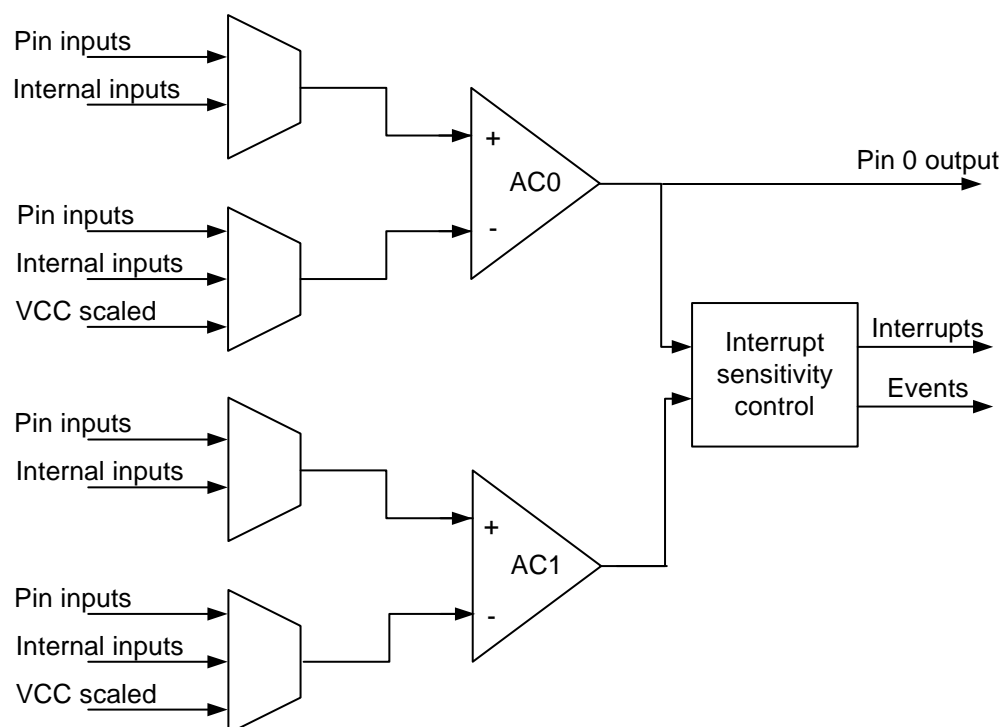 Pin inputs
Internal inputs
+
AC0
-
Pin 0 output
Pin inputs
Internal inputs
VCC scaled
Interrupt
sensitivity
control
Interrupts
Events
Pin inputs
Internal inputs
+
AC1
-
Pin inputs
Internal inputs
VCC scaled